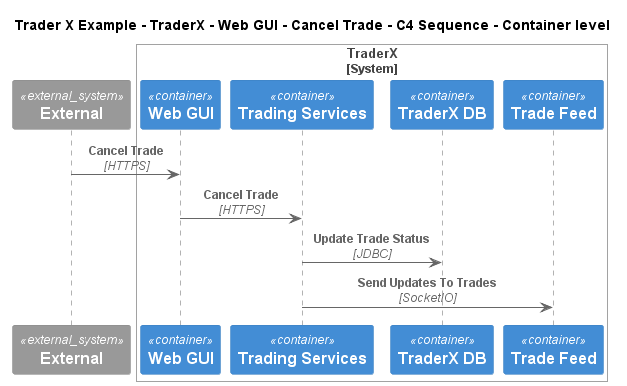 Trader X Example - TraderX - Web GUI - Cancel Trade - C4 Sequence - Container level
TraderX
[System]
«external_system» «container» «container» «container» «container»
External Web GUI Trading Services TraderX DB Trade Feed
Cancel Trade
[HTTPS]
Cancel Trade
[HTTPS]
Update Trade Status
[JDBC]
Send Updates To Trades
[SocketIO]
«external_system» «container» «container» «container» «container»
External Web GUI Trading Services TraderX DB Trade Feed